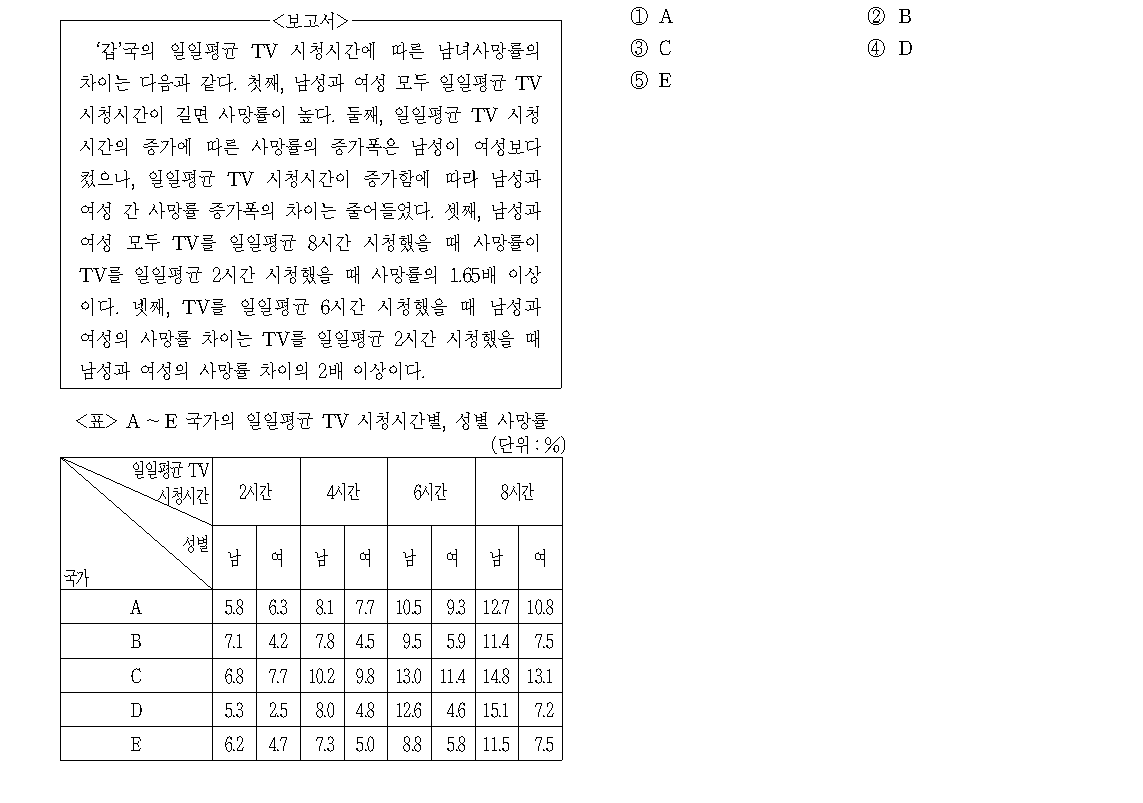 <보고서>
‘갑’국의 일일평균 TV 시청시간에 따른 남녀사망률의
차이는 다음과 같다. 첫째, 남성과 여성 모두 일일평균 TV
시청시간이 길면 사망률이 높다. 둘째, 일일평균 TV 시청
시간의 증가에 따른 사망률의 증가폭은 남성이 여성보다
컸으나, 일일평균 TV 시청시간이 증가함에 따라 남성과
여성 간 사망률 증가폭의 차이는 줄어들었다. 셋째, 남성과
여성 모두 TV를 일일평균 8시간 시청했을 때 사망률이
TV를 일일평균 2시간 시청했을 때 사망률의 1.65배 이상
이다. 넷째, TV를 일일평균 6시간 시청했을 때 남성과
여성의 사망률 차이는 TV를 일일평균 2시간 시청했을 때
남성과 여성의 사망률 차이의 2배 이상이다.
<표> A ~ E 국가의 일일평균 TV 시청시간별, 성별 사망률
(단위 : %)
일일평균 TV
시청시간
성별
국가
2시간 4시간 6시간 8시간
남 여 남 여 남 여 남 여
A 5.8 6.3 8.1 7.7 10.5 9.3 12.7 10.8
B 7.1 4.2 7.8 4.5 9.5 5.9 11.4 7.5
C 6.8 7.7 10.2 9.8 13.0 11.4 14.8 13.1
D 5.3 2.5 8.0 4.8 12.6 4.6 15.1 7.2
E 6.2 4.7 7.3 5.0 8.8 5.8 11.5 7.5
① A ② B
③ C ④ D
⑤ E